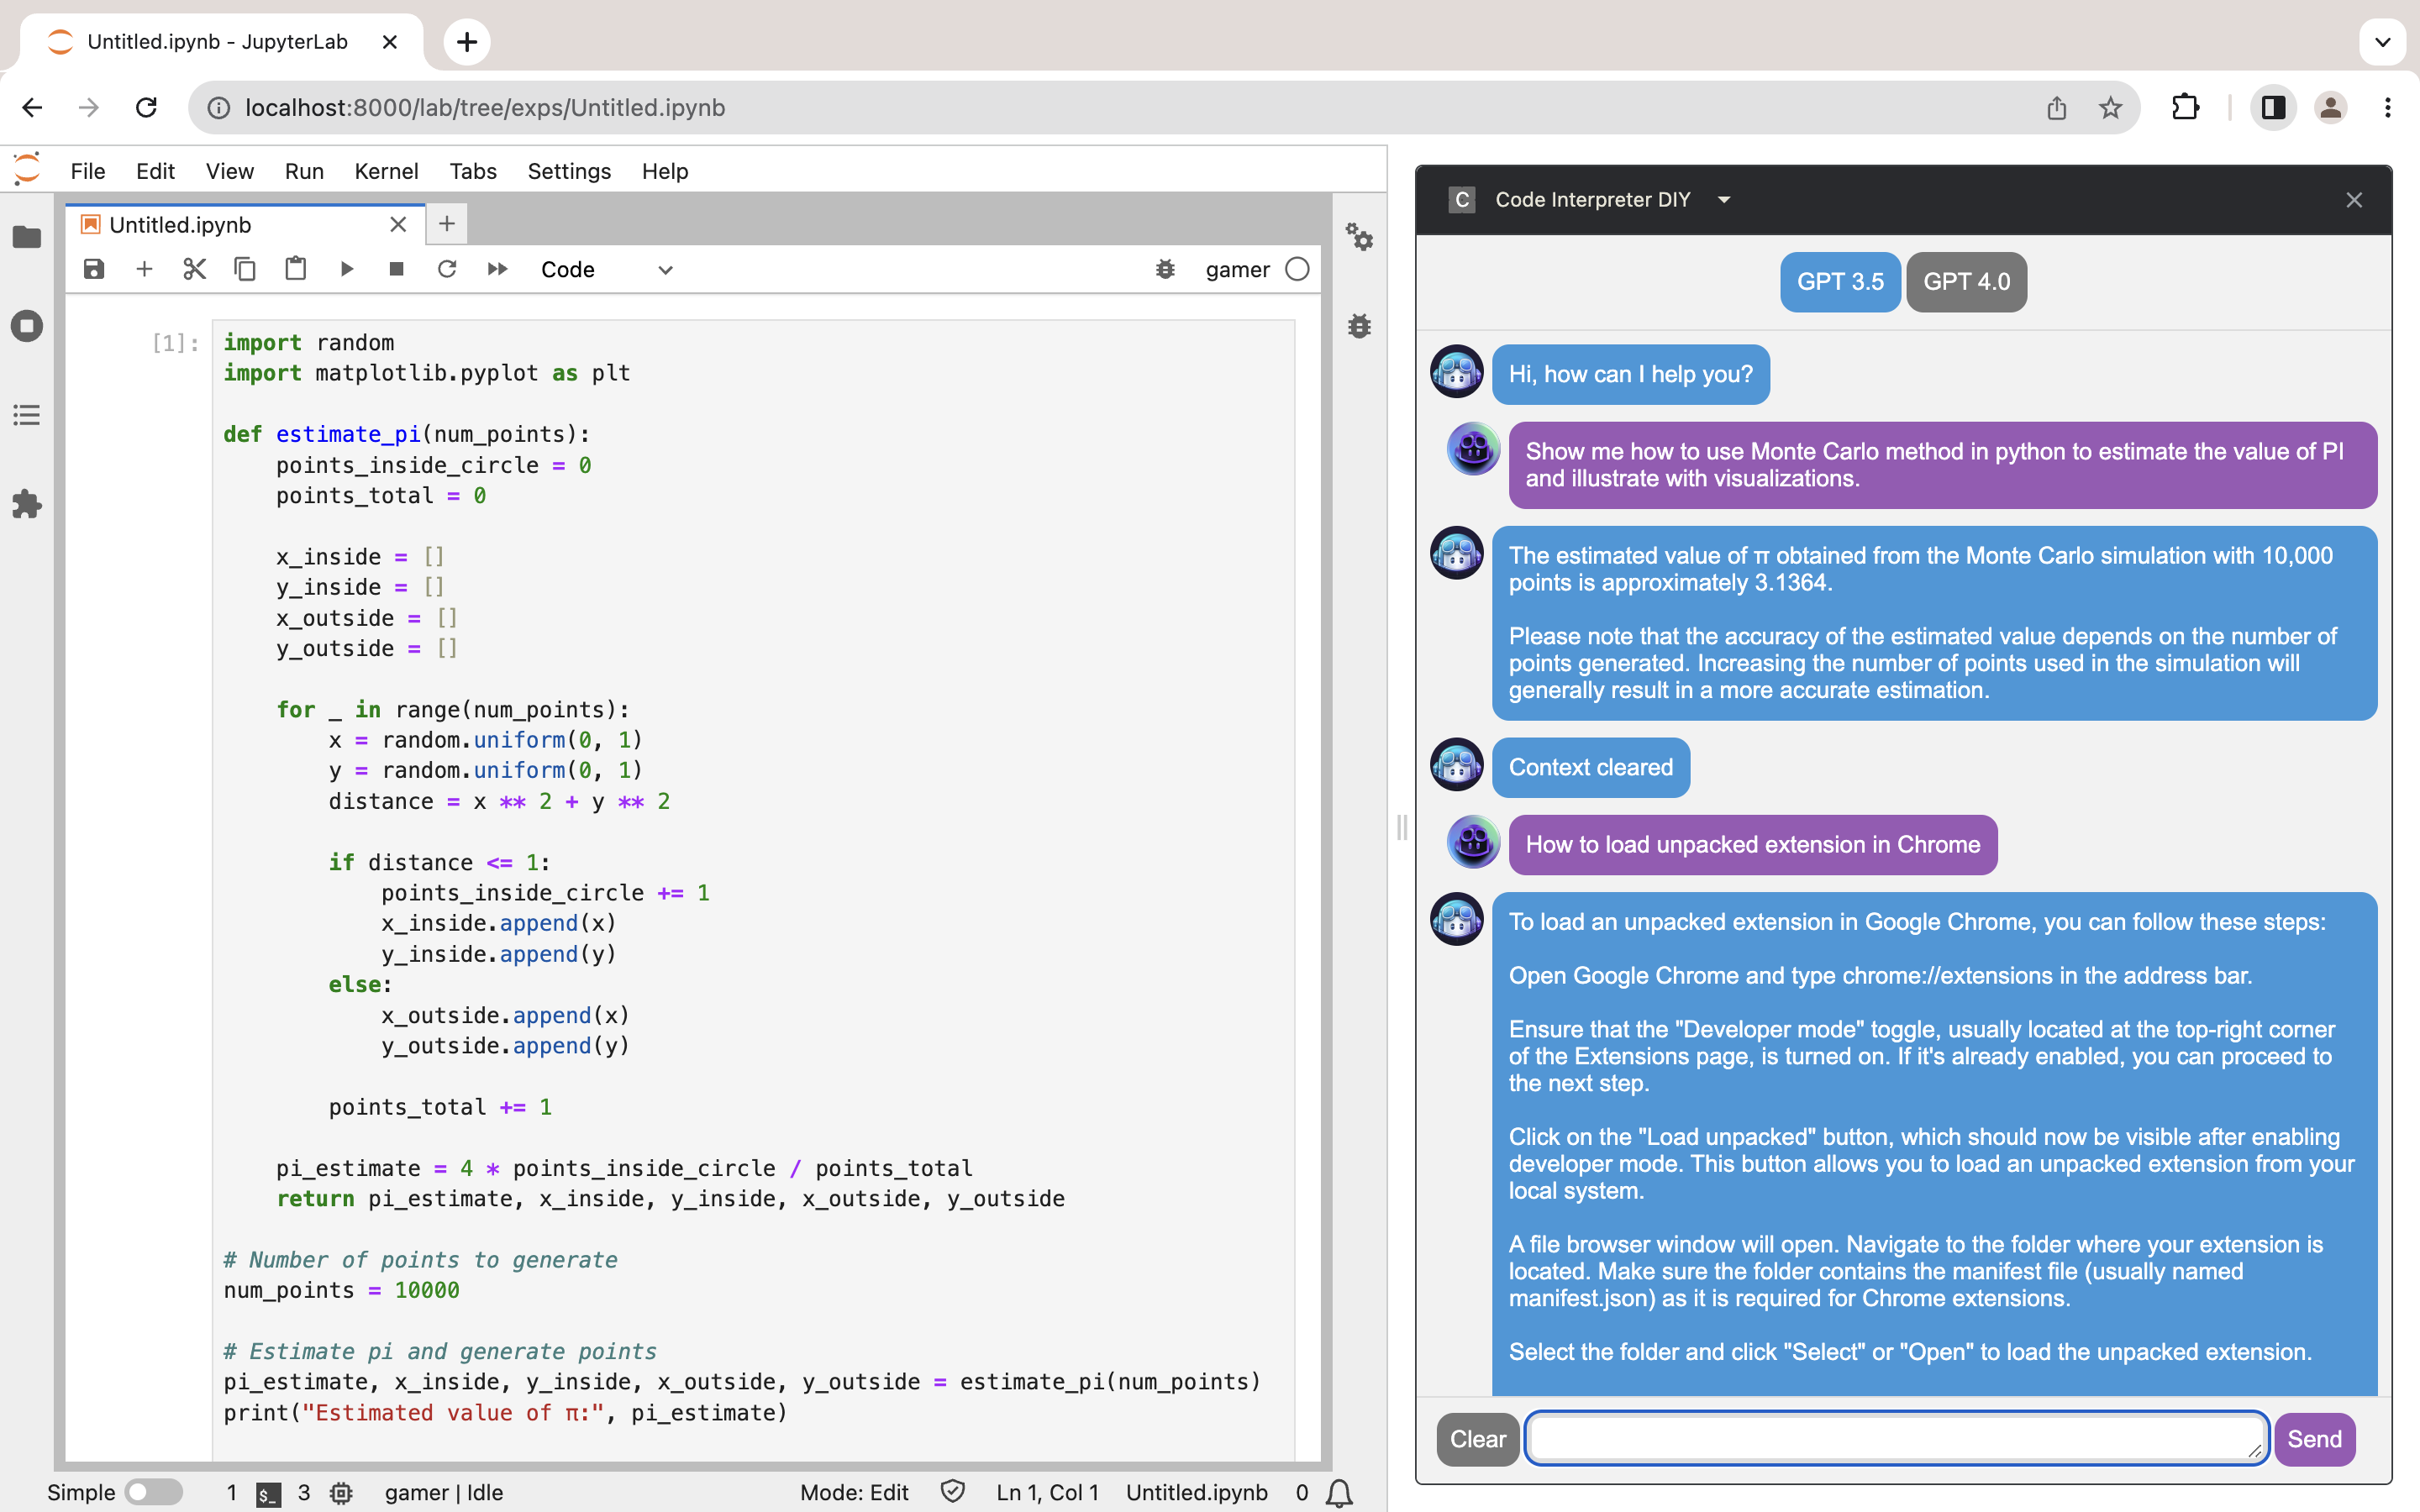 Untitled.ipynb - JupyterLab
localhost:8000/lab/tree/exps/Untitled.ipynb
File Edit View Run Kernel Tabs Settings Help
Untitled.ipynb
Code
gamer
[1]:
import random
import matplotlib.pyplot as plt
def estimate_pi(num_points):
    points_inside_circle = 0
    points_total = 0
    x_inside = []
    y_inside = []
    x_outside = []
    y_outside = []
    for _ in range(num_points):
        x = random.uniform(0, 1)
        y = random.uniform(0, 1)
        distance = x ** 2 + y ** 2
        if distance <= 1:
            points_inside_circle += 1
            x_inside.append(x)
            y_inside.append(y)
        else:
            x_outside.append(x)
            y_outside.append(y)
        points_total += 1
    pi_estimate = 4 * points_inside_circle / points_total
    return pi_estimate, x_inside, y_inside, x_outside, y_outside
# Number of points to generate
num_points = 10000
# Estimate pi and generate points
pi_estimate, x_inside, y_inside, x_outside, y_outside = estimate_pi(num_points)
print("Estimated value of π:", pi_estimate)
Simple 1 $_ 3 gamer | Idle Mode: Edit Ln 1, Col 1 Untitled.ipynb 0
C Code Interpreter DIY
GPT 3.5 GPT 4.0
Hi, how can I help you?
Show me how to use Monte Carlo method in python to estimate the value of PI
and illustrate with visualizations.
The estimated value of π obtained from the Monte Carlo simulation with 10,000
points is approximately 3.1364.
Please note that the accuracy of the estimated value depends on the number of
points generated. Increasing the number of points used in the simulation will
generally result in a more accurate estimation.
Context cleared
How to load unpacked extension in Chrome
To load an unpacked extension in Google Chrome, you can follow these steps:
Open Google Chrome and type chrome://extensions in the address bar.
Ensure that the "Developer mode" toggle, usually located at the top-right corner
of the Extensions page, is turned on. If it's already enabled, you can proceed to
the next step.
Click on the "Load unpacked" button, which should now be visible after enabling
developer mode. This button allows you to load an unpacked extension from your
local system.
A file browser window will open. Navigate to the folder where your extension is
located. Make sure the folder contains the manifest file (usually named
manifest.json) as it is required for Chrome extensions.
Select the folder and click "Select" or "Open" to load the unpacked extension.
Clear Send